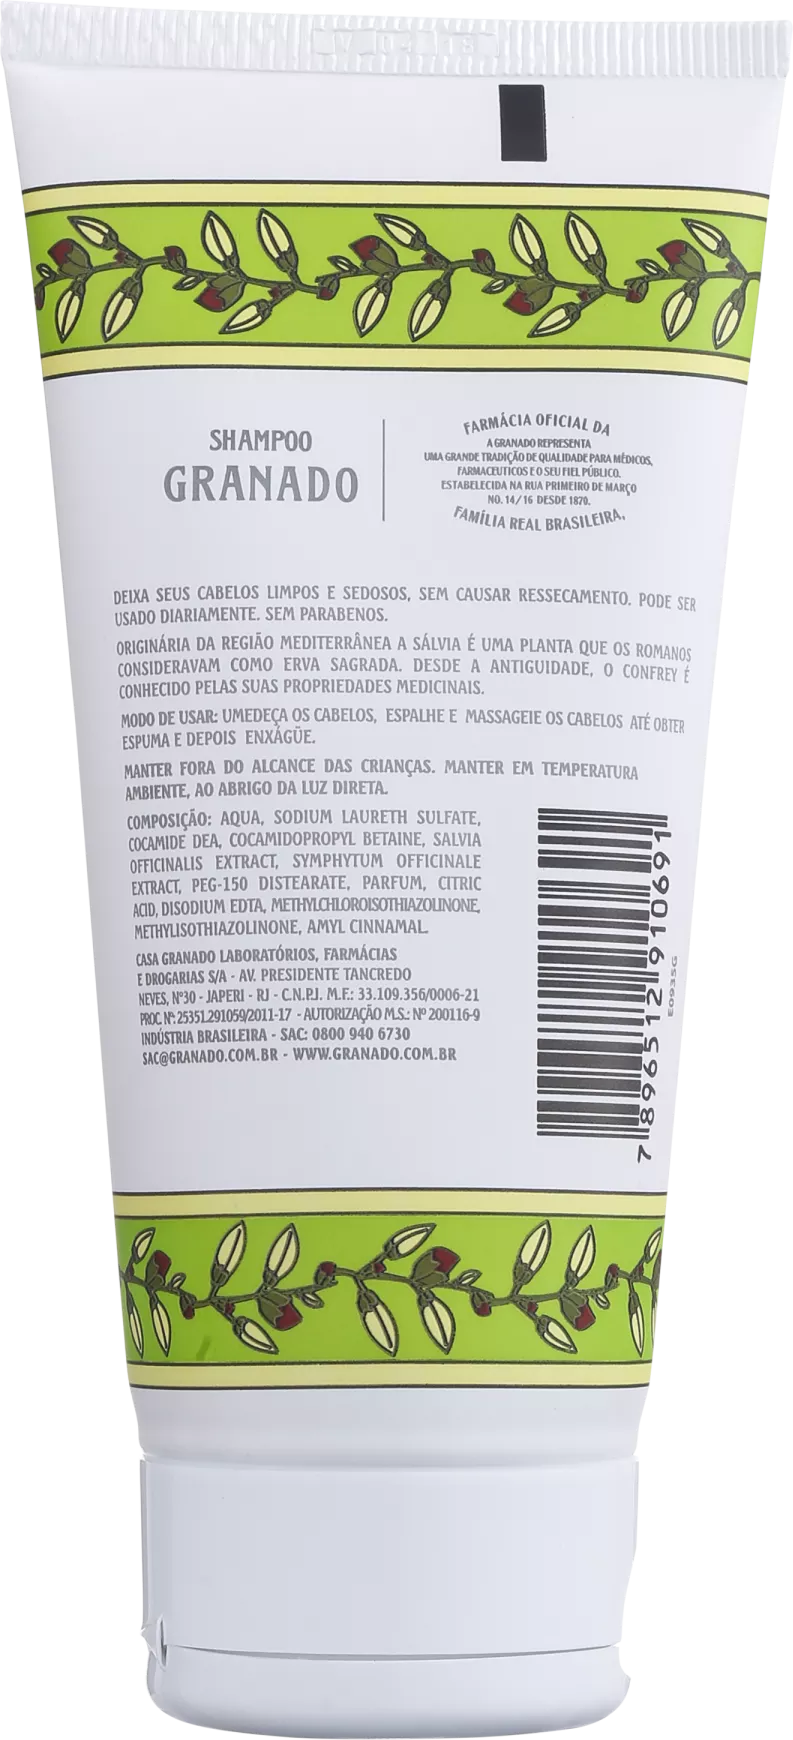 SHAMPOO
GRANADO
FARMÁCIA OFICIAL DA
A GRANADO REPRESENTA
UMA GRANDE TRADIÇÃO DE QUALIDADE PARA MÉDICOS,
FARMACEUTICOS E O SEU FIEL PÚBLICO.
ESTABELECIDA NA RUA PRIMEIRO DE MARÇO
NO. 14/16 DESDE 1870.
FAMÍLIA REAL BRASILEIRA.
DEIXA SEUS CABELOS LIMPOS E SEDOSOS, SEM CAUSAR RESSECAMENTO. PODE SER
USADO DIARIAMENTE. SEM PARABENOS.
ORIGINÁRIA DA REGIÃO MEDITERRÂNEA A SÁLVIA É UMA PLANTA QUE OS ROMANOS
CONSIDERAVAM COMO ERVA SAGRADA. DESDE A ANTIGUIDADE, O CONFREY É
CONHECIDO PELAS SUAS PROPRIEDADES MEDICINAIS.
MODO DE USAR: UMEDEÇA OS CABELOS, ESPALHE E MASSAGEIE OS CABELOS ATÉ OBTER
ESPUMA E DEPOIS ENXÁGÜE.
MANTER FORA DO ALCANCE DAS CRIANÇAS. MANTER EM TEMPERATURA
AMBIENTE, AO ABRIGO DA LUZ DIRETA.
COMPOSIÇÃO: AQUA, SODIUM LAURETH SULFATE,
COCAMIDE DEA, COCAMIDOPROPYL BETAINE, SALVIA
OFFICINALIS EXTRACT, SYMPHYTUM OFFICINALE
EXTRACT, PEG-150 DISTEARATE, PARFUM, CITRIC
ACID, DISODIUM EDTA, METHYLCHLOROISOTHIAZOLINONE,
METHYLISOTHIAZOLINONE, AMYL CINNAMAL.
CASA GRANADO LABORATÓRIOS, FARMÁCIAS
E DROGARIAS S/A - AV. PRESIDENTE TANCREDO
NEVES, Nº30 - JAPERI - RJ - C.N.P.J. M.F.: 33.109.356/0006-21
PROC. Nº: 25351.291059/2011-17 - AUTORIZAÇÃO M.S.: Nº 200116-9
INDÚSTRIA BRASILEIRA - SAC: 0800 940 6730
SAC@GRANADO.COM.BR - WWW.GRANADO.COM.BR
7 896512 910691
E0935G